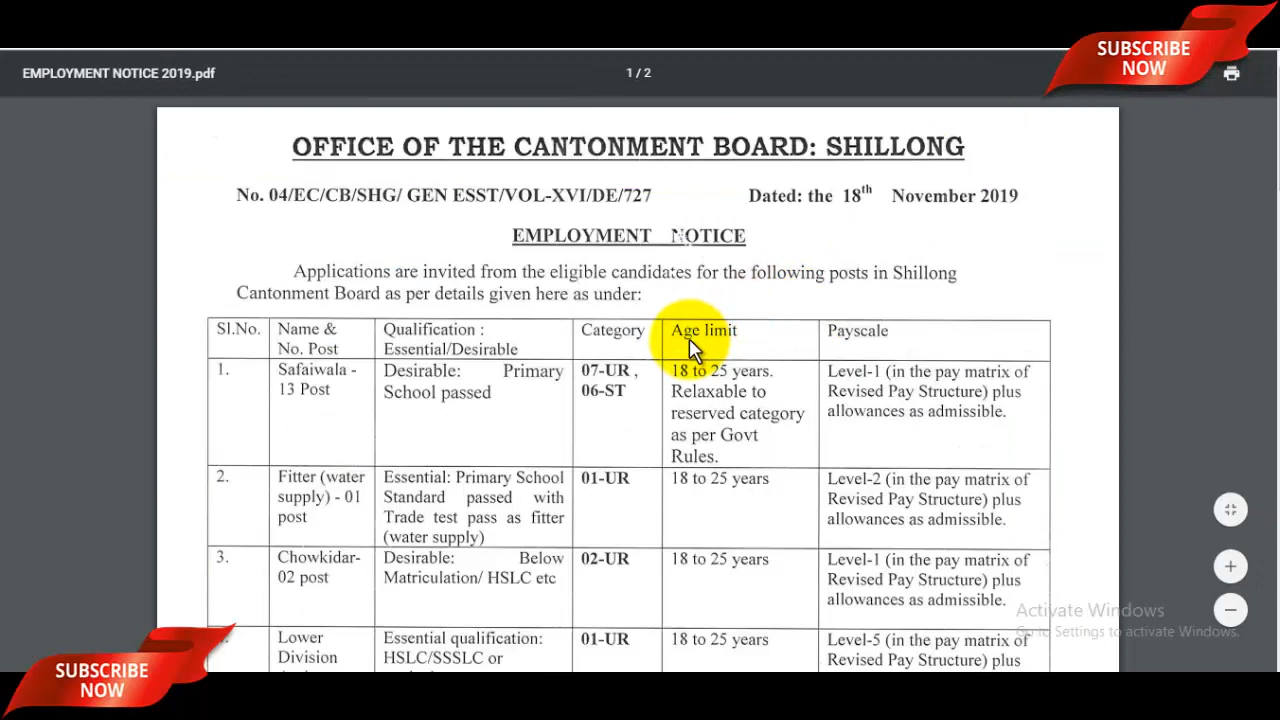 SUBSCRIBE
NOW
EMPLOYMENT NOTICE 2019.pdf
1 / 2
OFFICE OF THE CANTONMENT BOARD: SHILLONG
No. 04/EC/CB/SHG/ GEN ESST/VOL-XVI/DE/727 Dated: the 18th November 2019
EMPLOYMENT NOTICE
Applications are invited from the eligible candidates for the following posts in Shillong
Cantonment Board as per details given here as under:
Sl.No.
Name &
No. Post
Qualification :
Essential/Desirable
Category
Age limit
Payscale
1.
Safaiwala -
13 Post
Desirable: Primary
School passed
07-UR ,
06-ST
18 to 25 years.
Relaxable to
reserved category
as per Govt
Rules.
Level-1 (in the pay matrix of
Revised Pay Structure) plus
allowances as admissible.
2.
Fitter (water
supply) - 01
post
Essential: Primary School
Standard passed with
Trade test pass as fitter
(water supply)
01-UR
18 to 25 years
Level-2 (in the pay matrix of
Revised Pay Structure) plus
allowances as admissible.
3.
Chowkidar-
02 post
Desirable: Below
Matriculation/ HSLC etc
02-UR
18 to 25 years
Level-1 (in the pay matrix of
Revised Pay Structure) plus
allowances as admissible.
Lower
Division
Essential qualification:
HSLC/SSSLC or
01-UR
18 to 25 years
Level-5 (in the pay matrix of
Revised Pay Structure) plus
Activate Windows
Go to Settings to activate Windows.
SUBSCRIBE
NOW